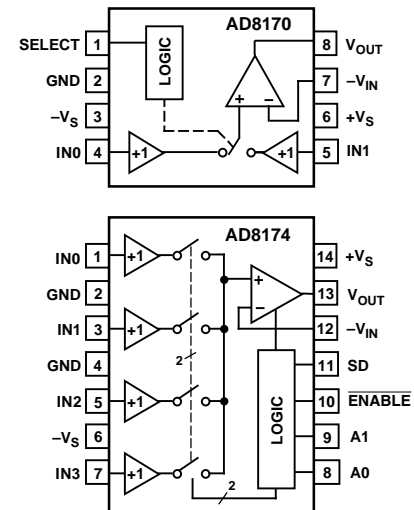 AD8170
SELECT 1 LOGIC 8 VOUT
GND 2 7 –VIN
–VS 3 + – 6 +VS
IN0 4 +1 +1 5 IN1
AD8174
IN0 1 +1 14 +VS
GND 2 + 13 VOUT
IN1 3 +1 – 12 –VIN
GND 4 2 11 SD
IN2 5 +1 LOGIC 10 ENABLE
–VS 6 9 A1
IN3 7 +1 2 8 A0